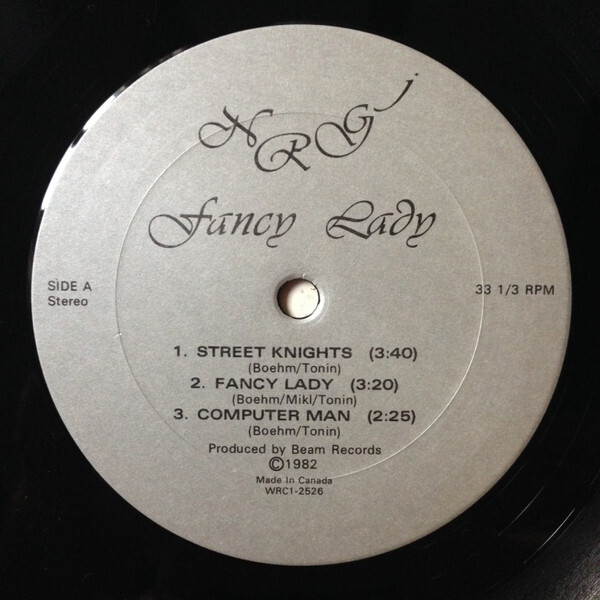 NRGj
Fancy Lady
SIDE A
Stereo
33 1/3 RPM
1. STREET KNIGHTS (3:40)
(Boehm/Tonin)
2. FANCY LADY (3:20)
(Boehm/Mikl/Tonin)
3. COMPUTER MAN (2:25)
(Boehm/Tonin)
Produced by Beam Records
©1982
Made In Canada
WRC1-2526